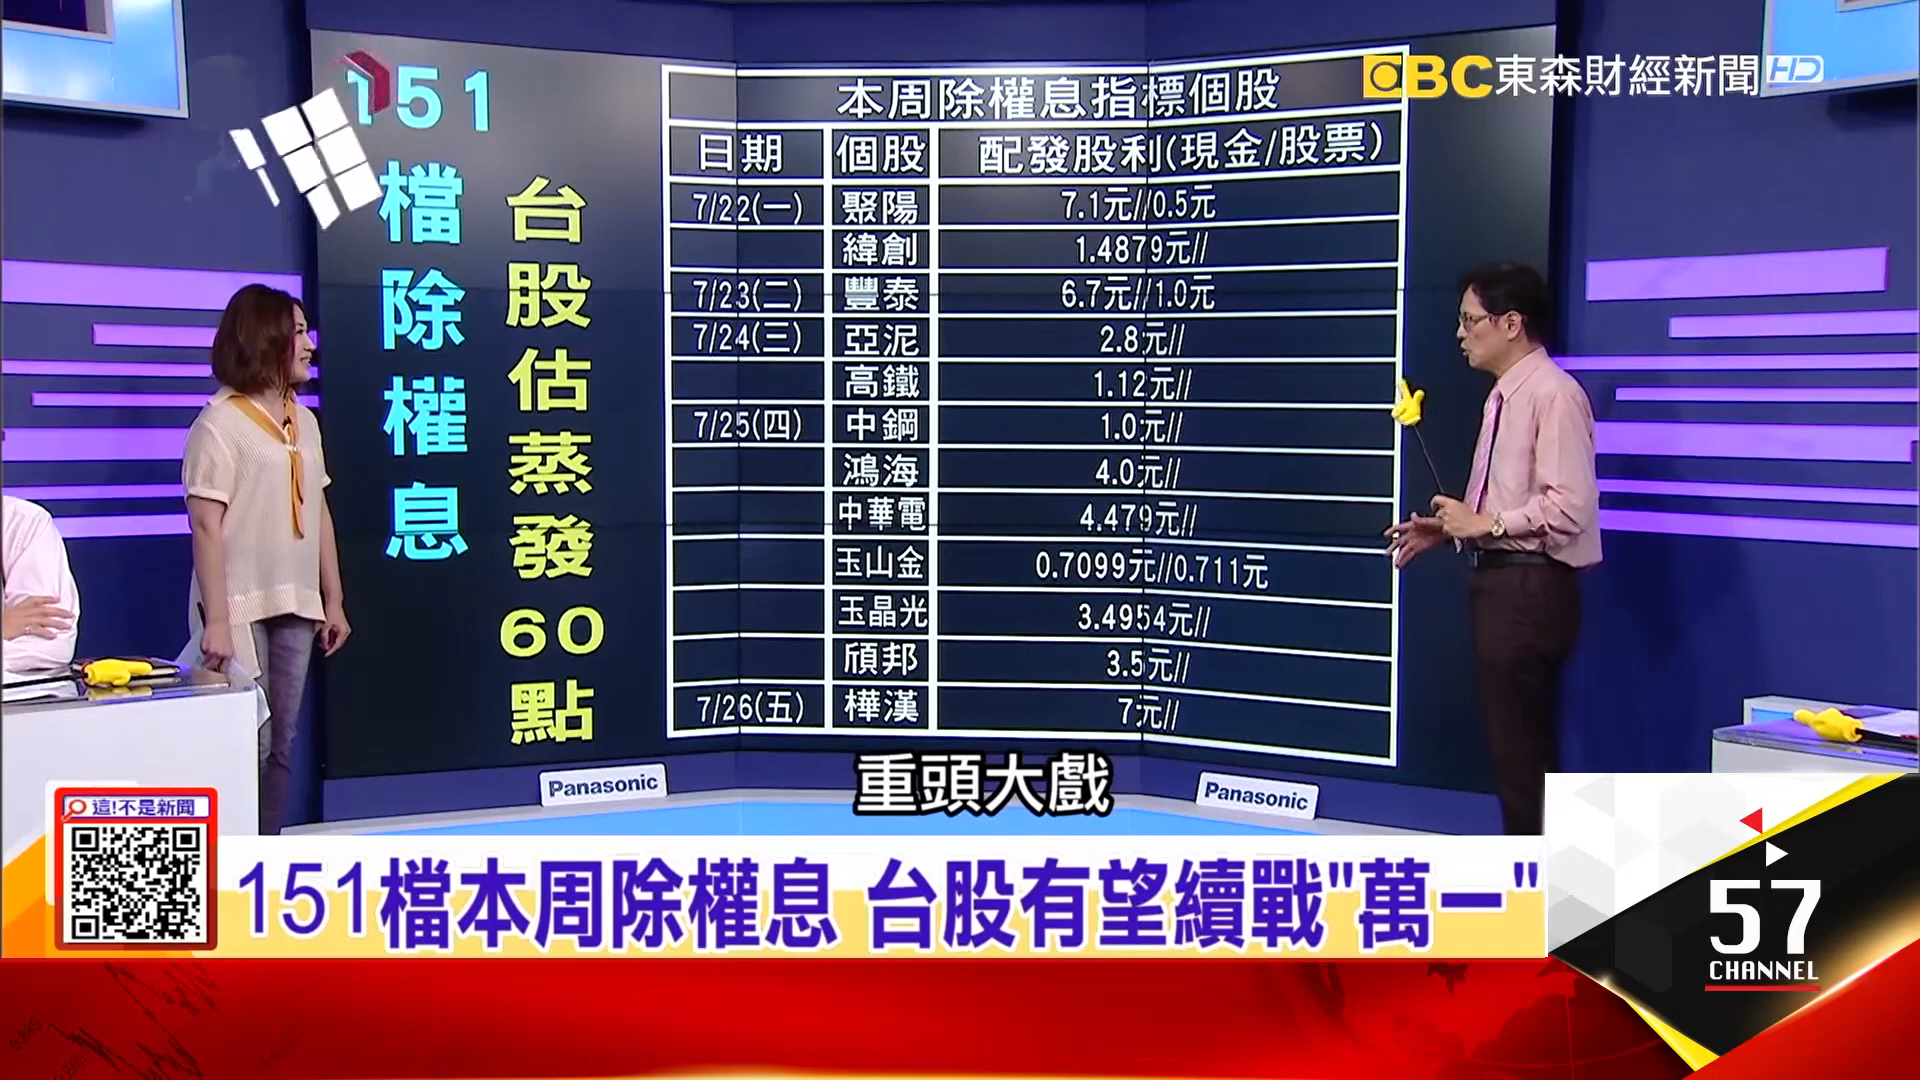 EBC東森財經新聞HD
151
檔除權息
台股估蒸發60點
本周除權息指標個股
日期 個股 配發股利(現金/股票)
7/22(一) 聚陽 7.1元//0.5元
緯創 1.4879元//
7/23(二) 豐泰 6.7元//1.0元
7/24(三) 亞泥 2.8元//
高鐵 1.12元//
7/25(四) 中鋼 1.0元//
鴻海 4.0元//
中華電 4.479元//
玉山金 0.7099元//0.711元
玉晶光 3.4954元//
頎邦 3.5元//
7/26(五) 樺漢 7元//
Panasonic
Panasonic
重頭大戲
這!不是新聞
151檔本周除權息 台股有望續戰"萬一"
57
CHANNEL